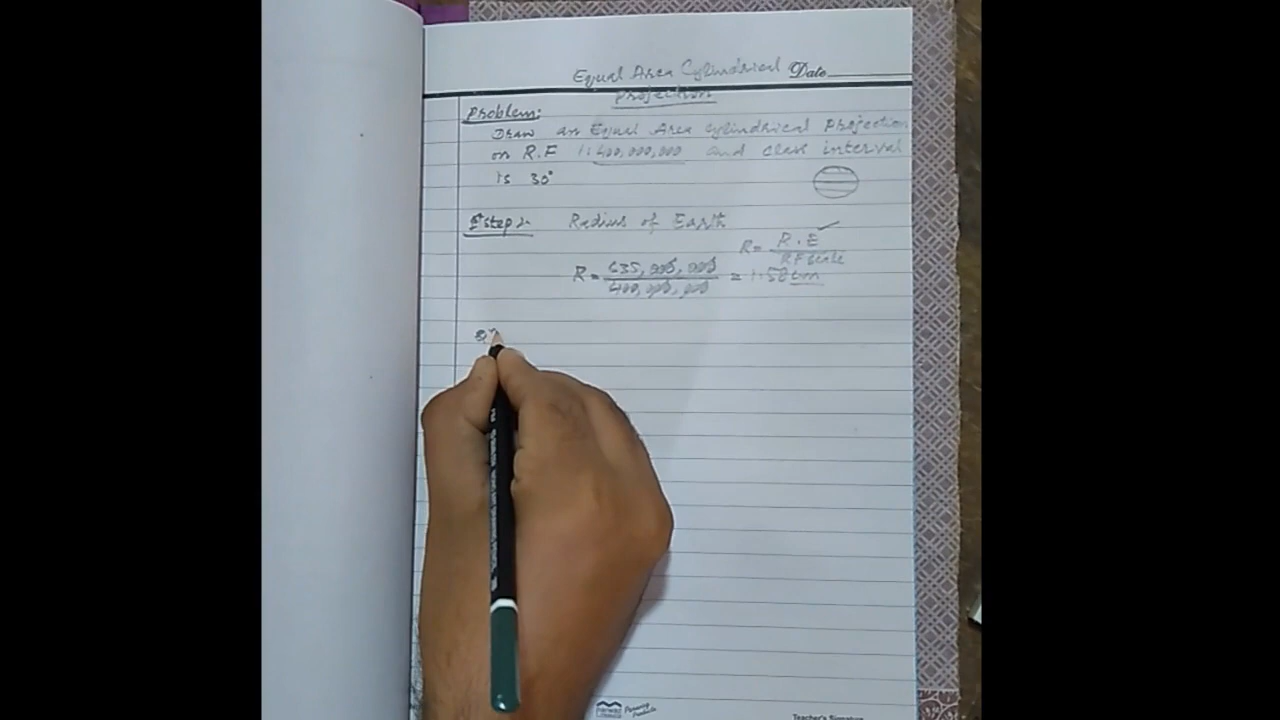 Equal Area Cylindrical Date
Projection
Problem:
Draw an Equal Area Cylindrical Projection
on R.F 1:400,000,000 and class interval
is 30°
Step 1:- Radius of Earth
R = R.E / RF scale
R = 635,000,000 / 400,000,000 = 1.58 cm
Teacher's Signature